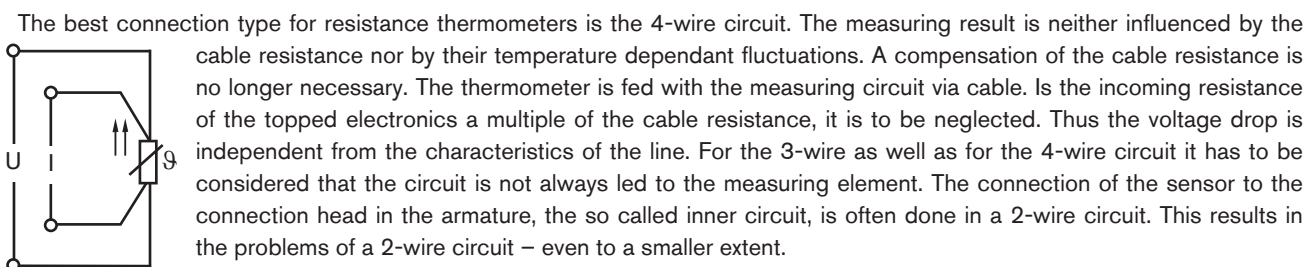 The best connection type for resistance thermometers is the 4-wire circuit. The measuring result is neither influenced by the
cable resistance nor by their temperature dependant fluctuations. A compensation of the cable resistance is
no longer necessary. The thermometer is fed with the measuring circuit via cable. Is the incoming resistance
of the topped electronics a multiple of the cable resistance, it is to be neglected. Thus the voltage drop is
independent from the characteristics of the line. For the 3-wire as well as for the 4-wire circuit it has to be
considered that the circuit is not always led to the measuring element. The connection of the sensor to the
connection head in the armature, the so called inner circuit, is often done in a 2-wire circuit. This results in
the problems of a 2-wire circuit – even to a smaller extent.
U I ϑ